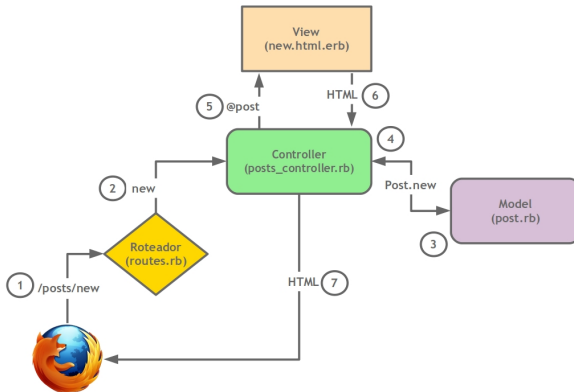 View
(new.html.erb)
5 @post
HTML 6
4
Controller
(posts_controller.rb)
2 new
Post.new
Model
(post.rb)
3
Roteador
(routes.rb)
1 /posts/new
HTML 7